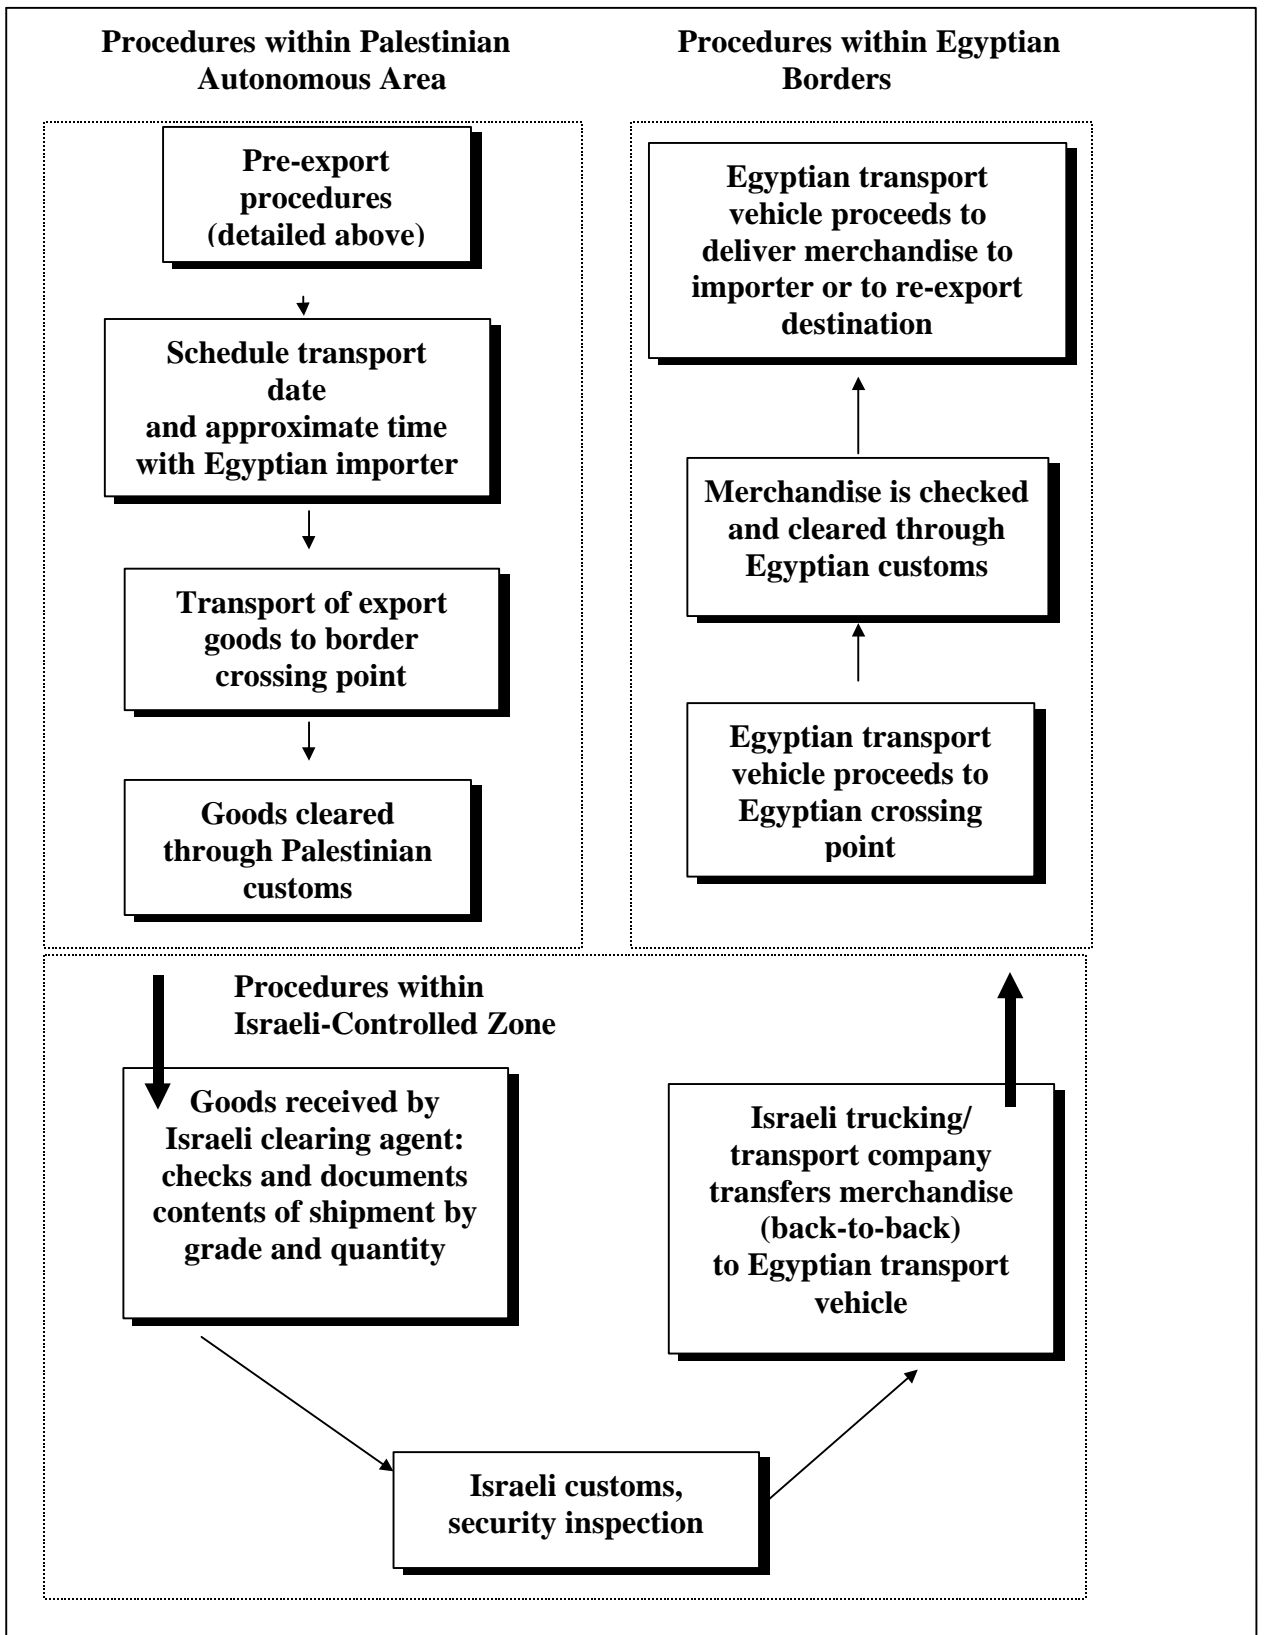 Procedures within Palestinian
Autonomous Area
Pre-export
procedures
(detailed above)
Schedule transport
date
and approximate time
with Egyptian importer
Transport of export
goods to border
crossing point
Goods cleared
through Palestinian
customs
Procedures within Egyptian
Borders
Egyptian transport
vehicle proceeds to
deliver merchandise to
importer or to re-export
destination
Merchandise is checked
and cleared through
Egyptian customs
Egyptian transport
vehicle proceeds to
Egyptian crossing
point
Procedures within
Israeli-Controlled Zone
Goods received by
Israeli clearing agent:
checks and documents
contents of shipment by
grade and quantity
Israeli customs,
security inspection
Israeli trucking/
transport company
transfers merchandise
(back-to-back)
to Egyptian transport
vehicle